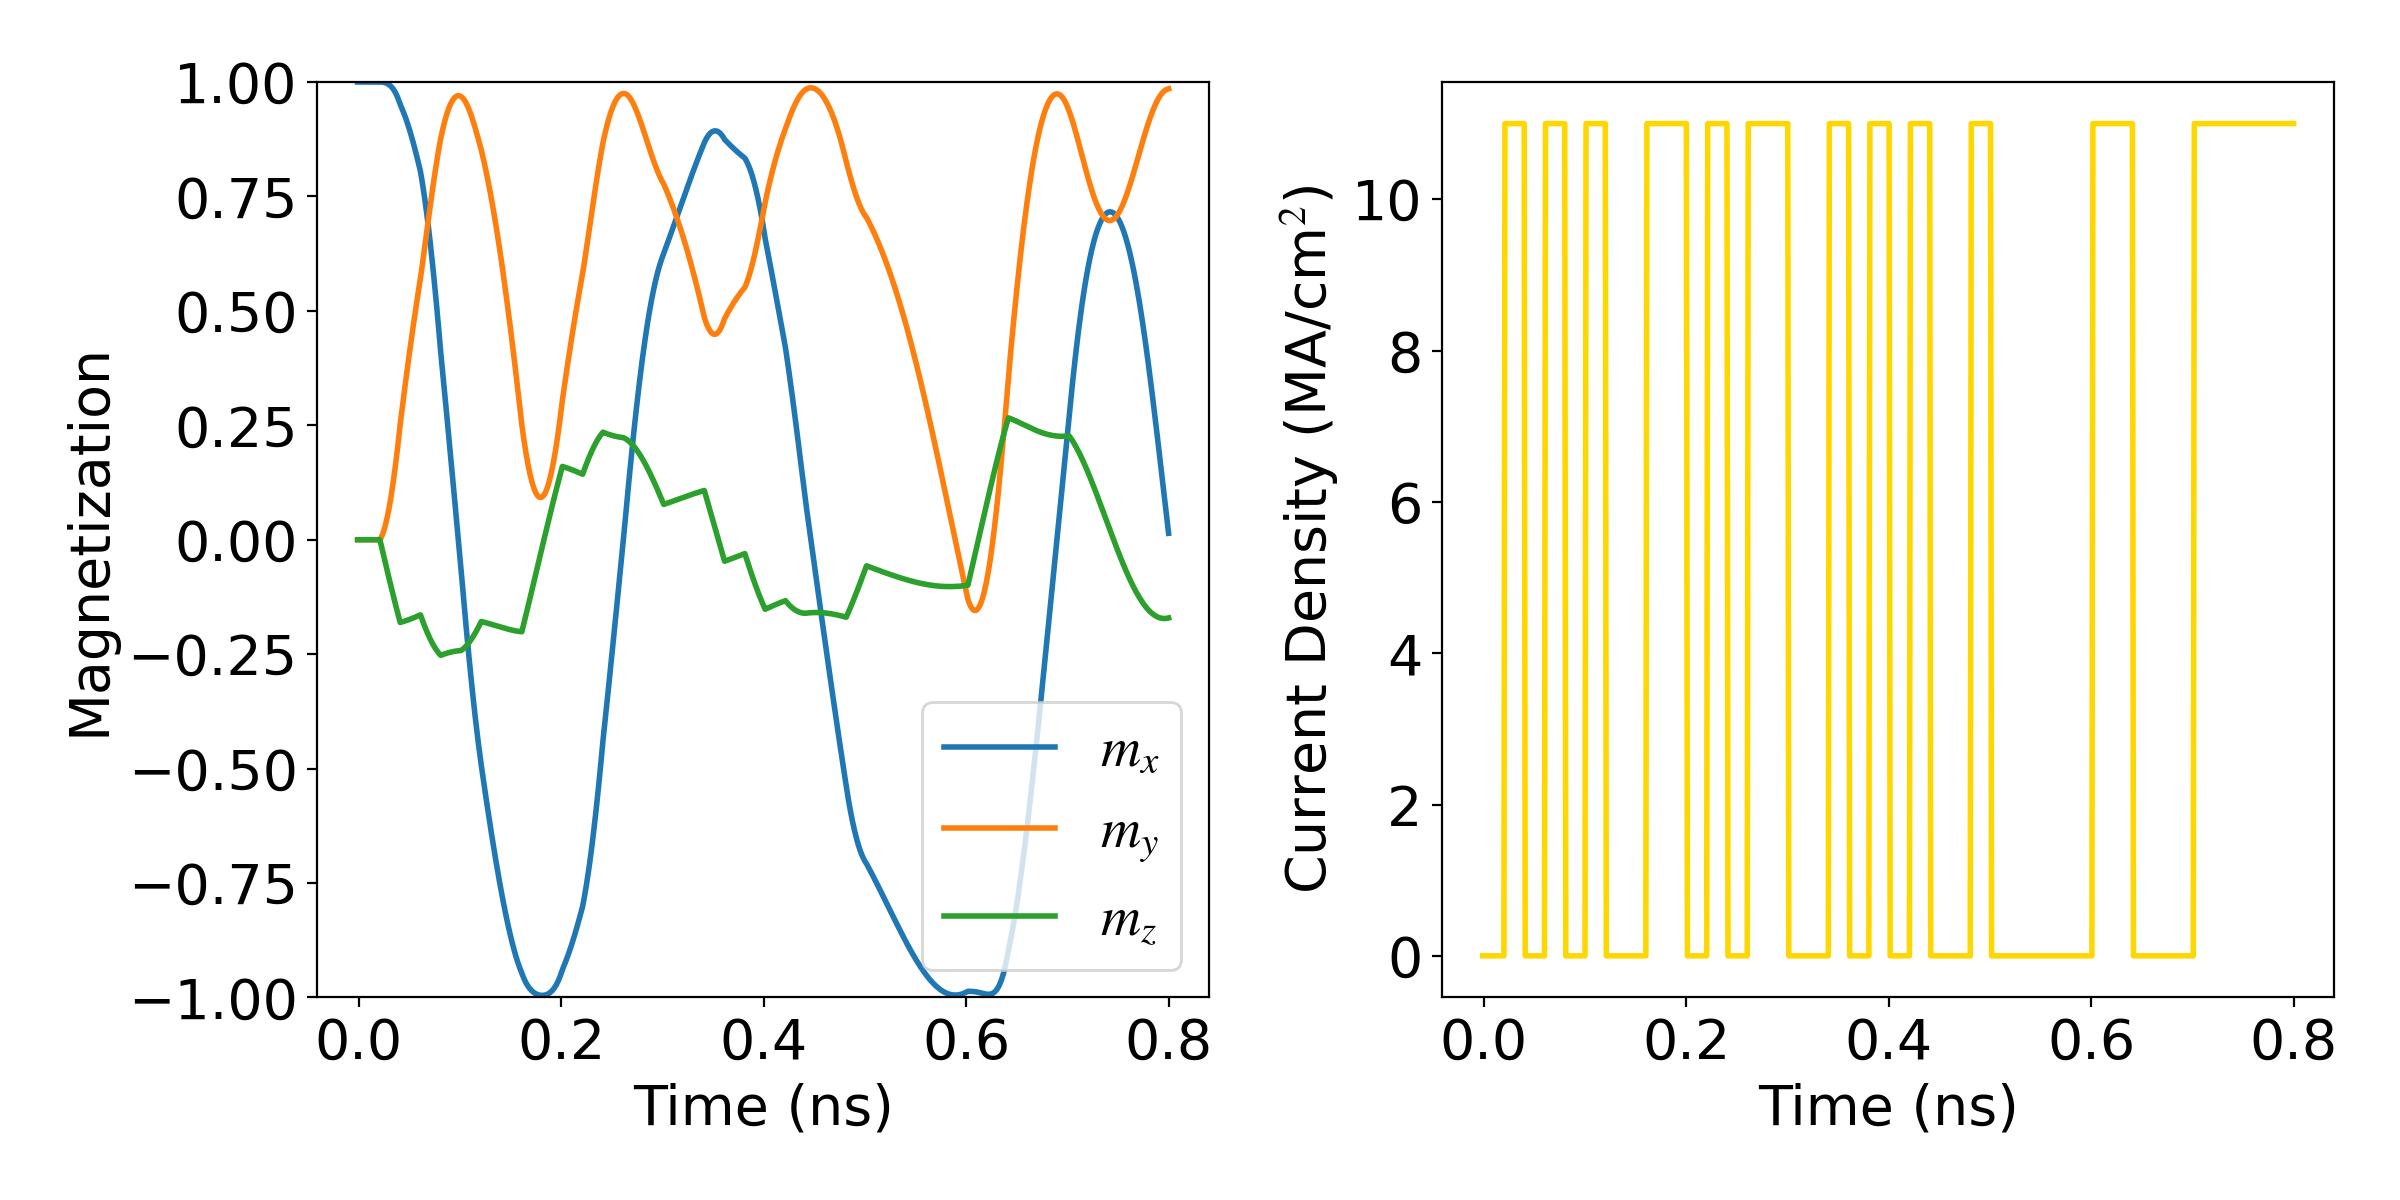 Magnetization
1.00
0.75
0.50
0.25
0.00
−0.25
−0.50
−0.75
−1.00
0.0 0.2 0.4 0.6 0.8
Time (ns)
m_x
m_y
m_z
Current Density (MA/cm²)
10
8
6
4
2
0
0.0 0.2 0.4 0.6 0.8
Time (ns)